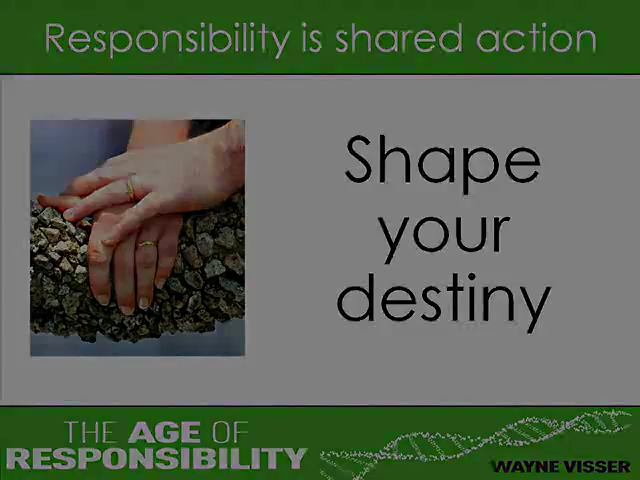 Responsibility is shared action
Shape
your
destiny
THE AGE OF
RESPONSIBILITY
WAYNE VISSER